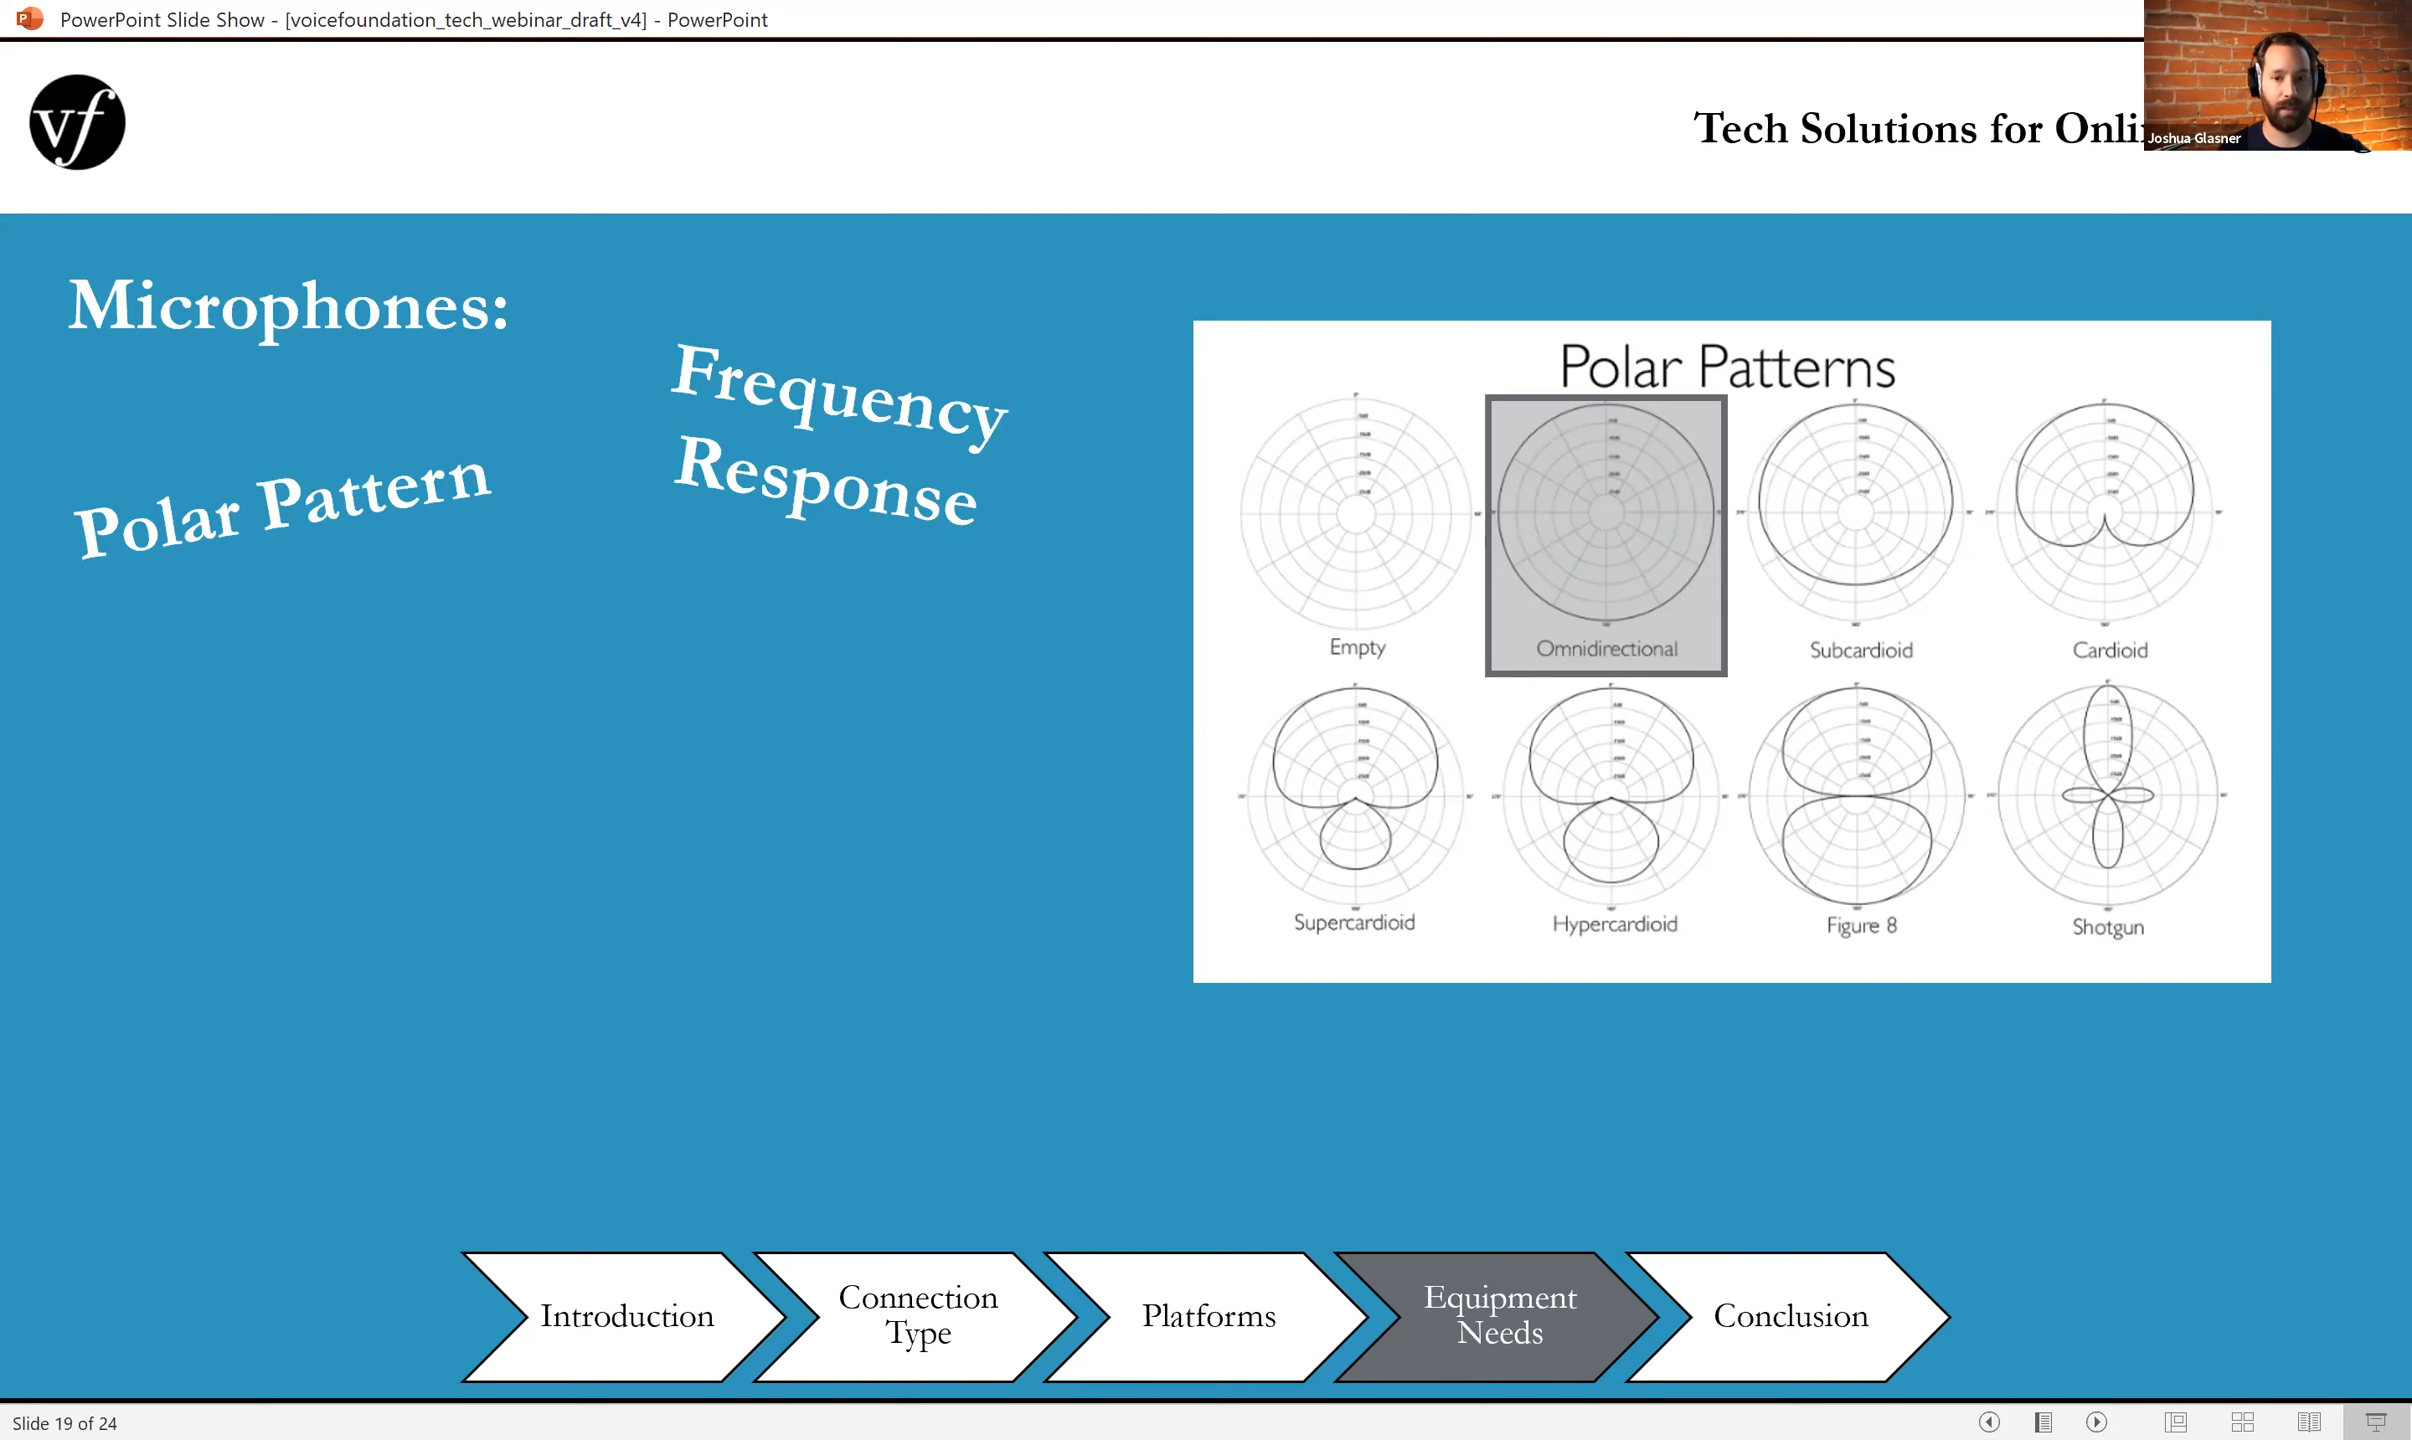 PowerPoint Slide Show - [voicefoundation_tech_webinar_draft_v4] - PowerPoint
vf
Tech Solutions for
Joshua Glasner
Microphones:
Polar Pattern
Frequency
Response
Polar Patterns
Empty
Omnidirectional
Subcardioid
Cardioid
Supercardioid
Hypercardioid
Figure 8
Shotgun
Introduction
Connection
Type
Platforms
Equipment
Needs
Conclusion
Slide 19 of 24